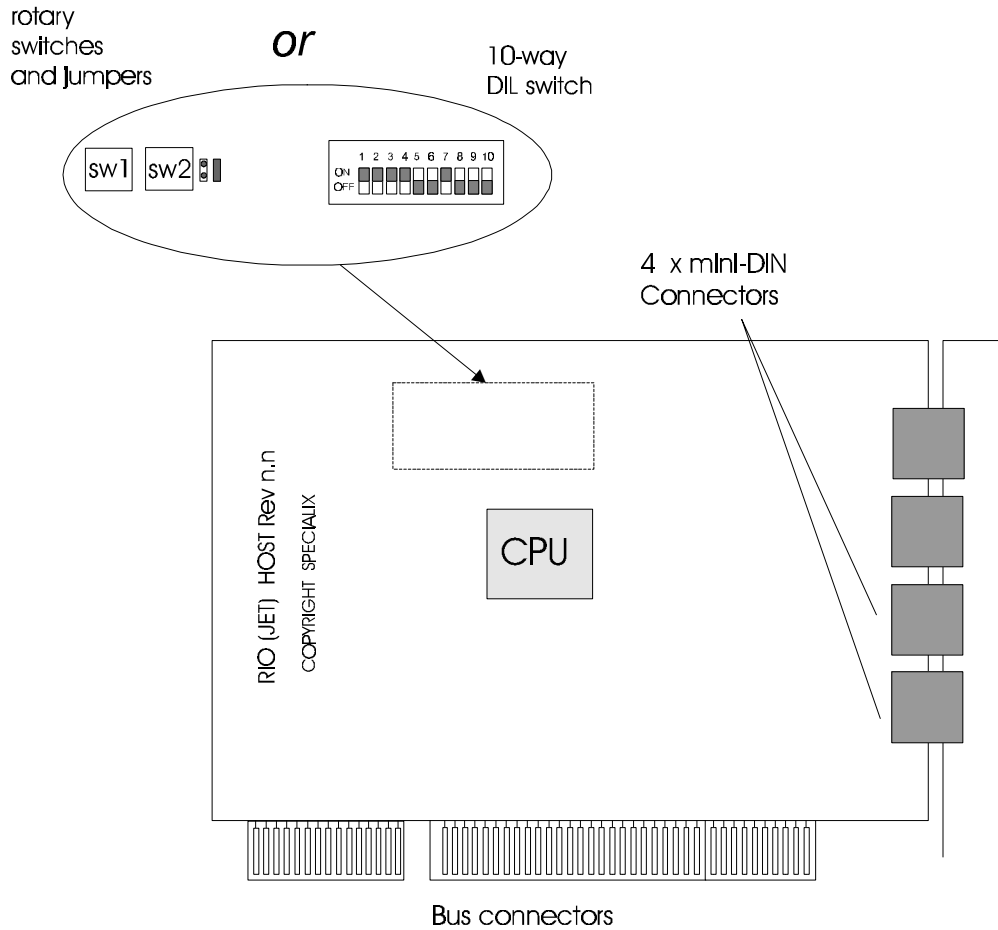 rotary
switches
and jumpers
or
10-way
DIL switch
sw1
sw2
1 2 3 4 5 6 7 8 9 10
ON
OFF
4 x mini-DIN
Connectors
RIO (JET) HOST Rev n.n
COPYRIGHT SPECIALIX
CPU
Bus connectors